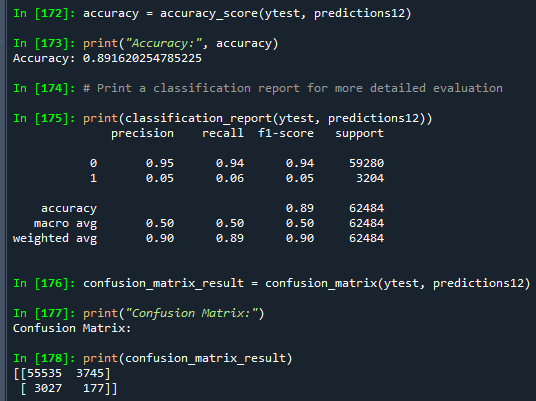 In [172]: accuracy = accuracy_score(ytest, predictions12)
In [173]: print("Accuracy:", accuracy)
Accuracy: 0.891620254785225
In [174]: # Print a classification report for more detailed evaluation
In [175]: print(classification_report(ytest, predictions12))
              precision    recall  f1-score   support
           0       0.95      0.94      0.94     59280
           1       0.05      0.06      0.05      3204
    accuracy                           0.89     62484
   macro avg       0.50      0.50      0.50     62484
weighted avg       0.90      0.89      0.90     62484
In [176]: confusion_matrix_result = confusion_matrix(ytest, predictions12)
In [177]: print("Confusion Matrix:")
Confusion Matrix:
In [178]: print(confusion_matrix_result)
[[55535  3745]
 [ 3027   177]]